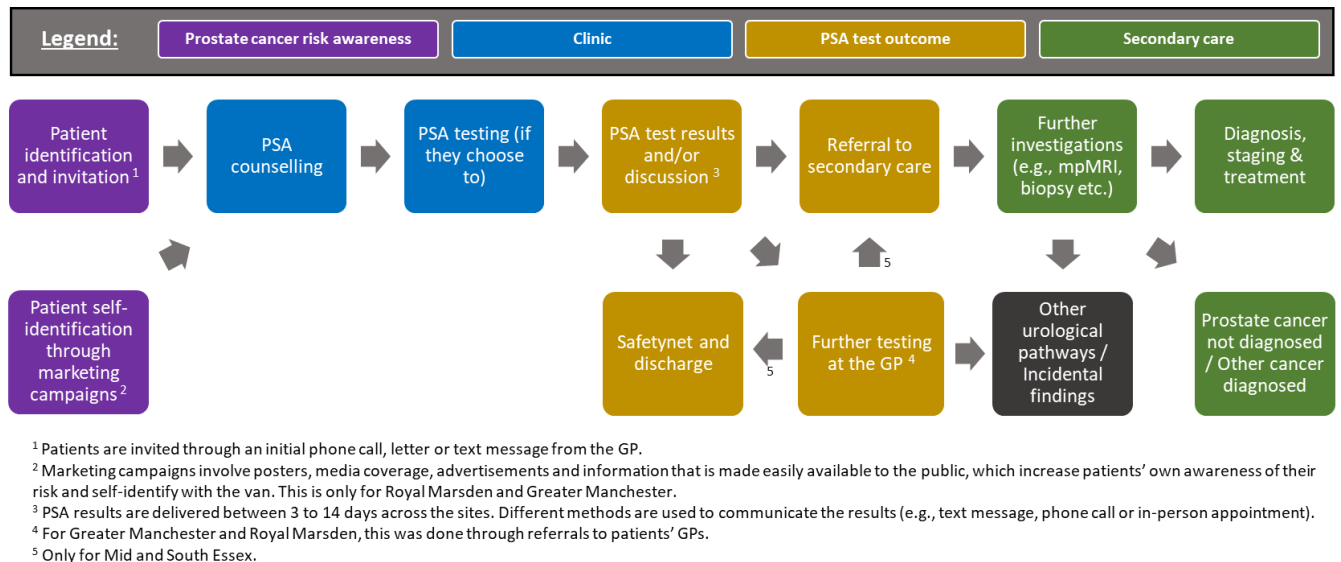 Legend:
Prostate cancer risk awareness
Clinic
PSA test outcome
Secondary care
Patient
identification
and invitation 1
PSA
counselling
PSA testing (if
they choose
to)
PSA test results
and/or
discussion 3
Referral to
secondary care
Further
investigations
(e.g., mpMRI,
biopsy etc.)
Diagnosis,
staging &
treatment
5
Patient self-
identification
through
marketing
campaigns 2
Safetynet and
discharge
5
Further testing
at the GP 4
Other
urological
pathways /
Incidental
findings
Prostate cancer
not diagnosed
/ Other cancer
diagnosed
1 Patients are invited through an initial phone call, letter or text message from the GP.
2 Marketing campaigns involve posters, media coverage, advertisements and information that is made easily available to the public, which increase patients' own awareness of their
risk and self-identify with the van. This is only for Royal Marsden and Greater Manchester.
3 PSA results are delivered between 3 to 14 days across the sites. Different methods are used to communicate the results (e.g., text message, phone call or in-person appointment).
4 For Greater Manchester and Royal Marsden, this was done through referrals to patients' GPs.
5 Only for Mid and South Essex.